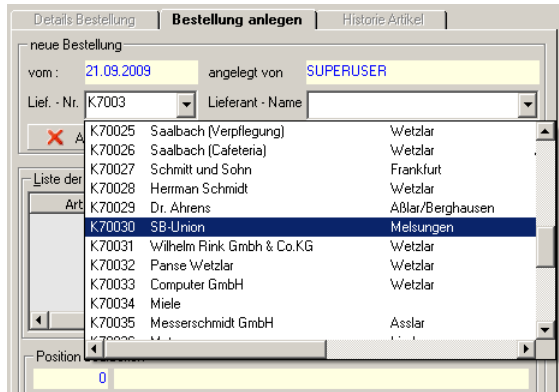 Details Bestellung Bestellung anlegen Historie Artikel
neue Bestellung
vom : 21.09.2009 angelegt von SUPERUSER
Lief. - Nr. K7003 Lieferant - Name
K70025 Saalbach (Verpflegung) Wetzlar
K70026 Saalbach (Cafeteria) Wetzlar
K70027 Schmitt und Sohn Frankfurt
K70028 Herrman Schmidt Wetzlar
K70029 Dr. Ahrens Aßlar/Berghausen
K70030 SB-Union Melsungen
K70031 Wilhelm Rink Gmbh & Co.KG Wetzlar
K70032 Panse Wetzlar Wetzlar
K70033 Computer GmbH Wetzlar
K70034 Miele
K70035 Messerschmidt GmbH Asslar
A
Liste der
Art
Position
0